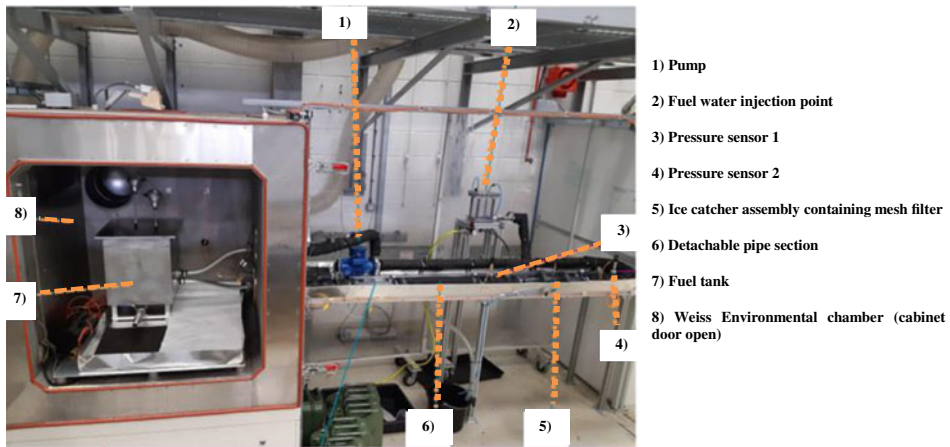 1)
2)
3)
4)
5)
6)
7)
8)
1) Pump
2) Fuel water injection point
3) Pressure sensor 1
4) Pressure sensor 2
5) Ice catcher assembly containing mesh filter
6) Detachable pipe section
7) Fuel tank
8) Weiss Environmental chamber (cabinet
door open)